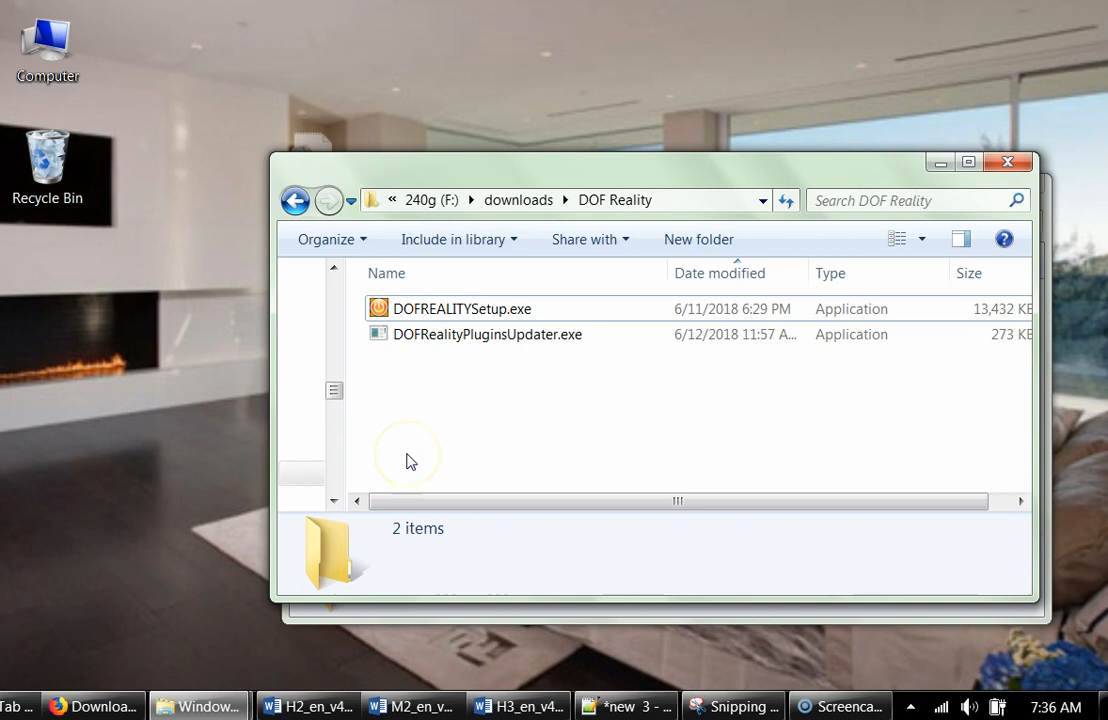 Computer
Recycle Bin
« 240g (F:) downloads DOF Reality
Search DOF Reality
Organize Include in library Share with New folder
Name Date modified Type Size
DOFREALITYSetup.exe 6/11/2018 6:29 PM Application 13,432 KB
DOFRealityPluginsUpdater.exe 6/12/2018 11:57 A... Application 273 KB
2 items
Tab ... Downloa... Window... H2_en_v4... M2_en_v... H3_en_v4... *new 3 - ... Snipping ... Screenca... 7:36 AM